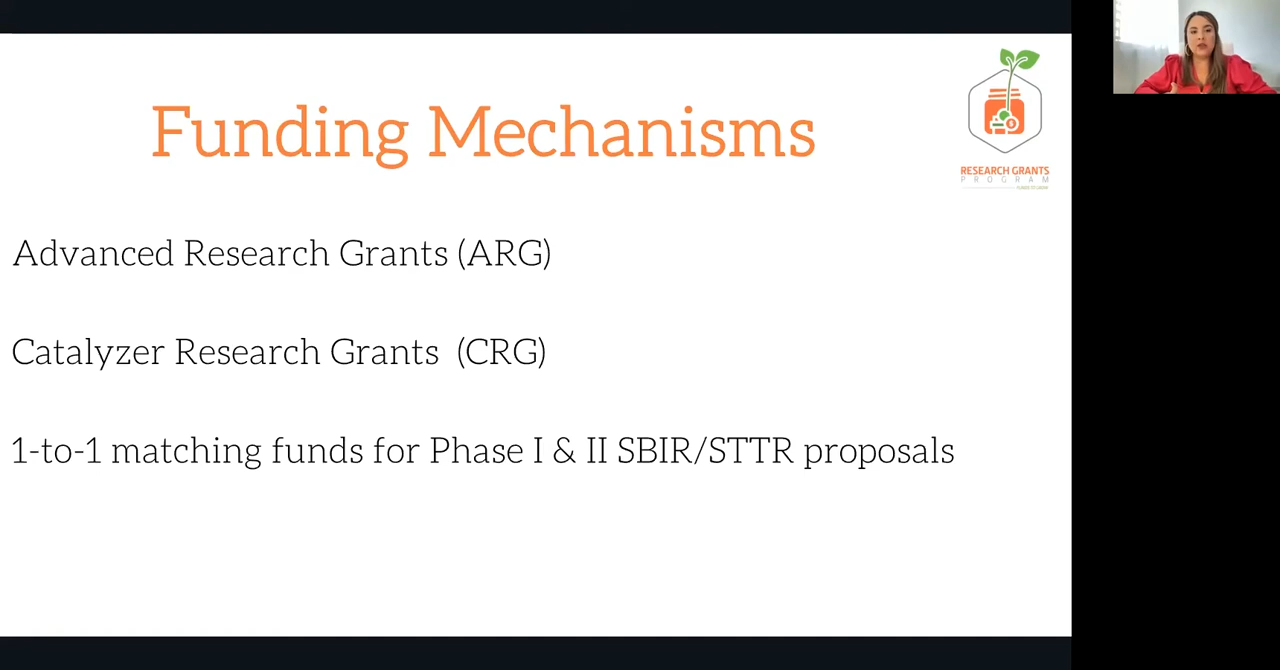 Funding Mechanisms
RESEARCH GRANTS
PROGRAM
Advanced Research Grants (ARG)
Catalyzer Research Grants (CRG)
1-to-1 matching funds for Phase I & II SBIR/STTR proposals